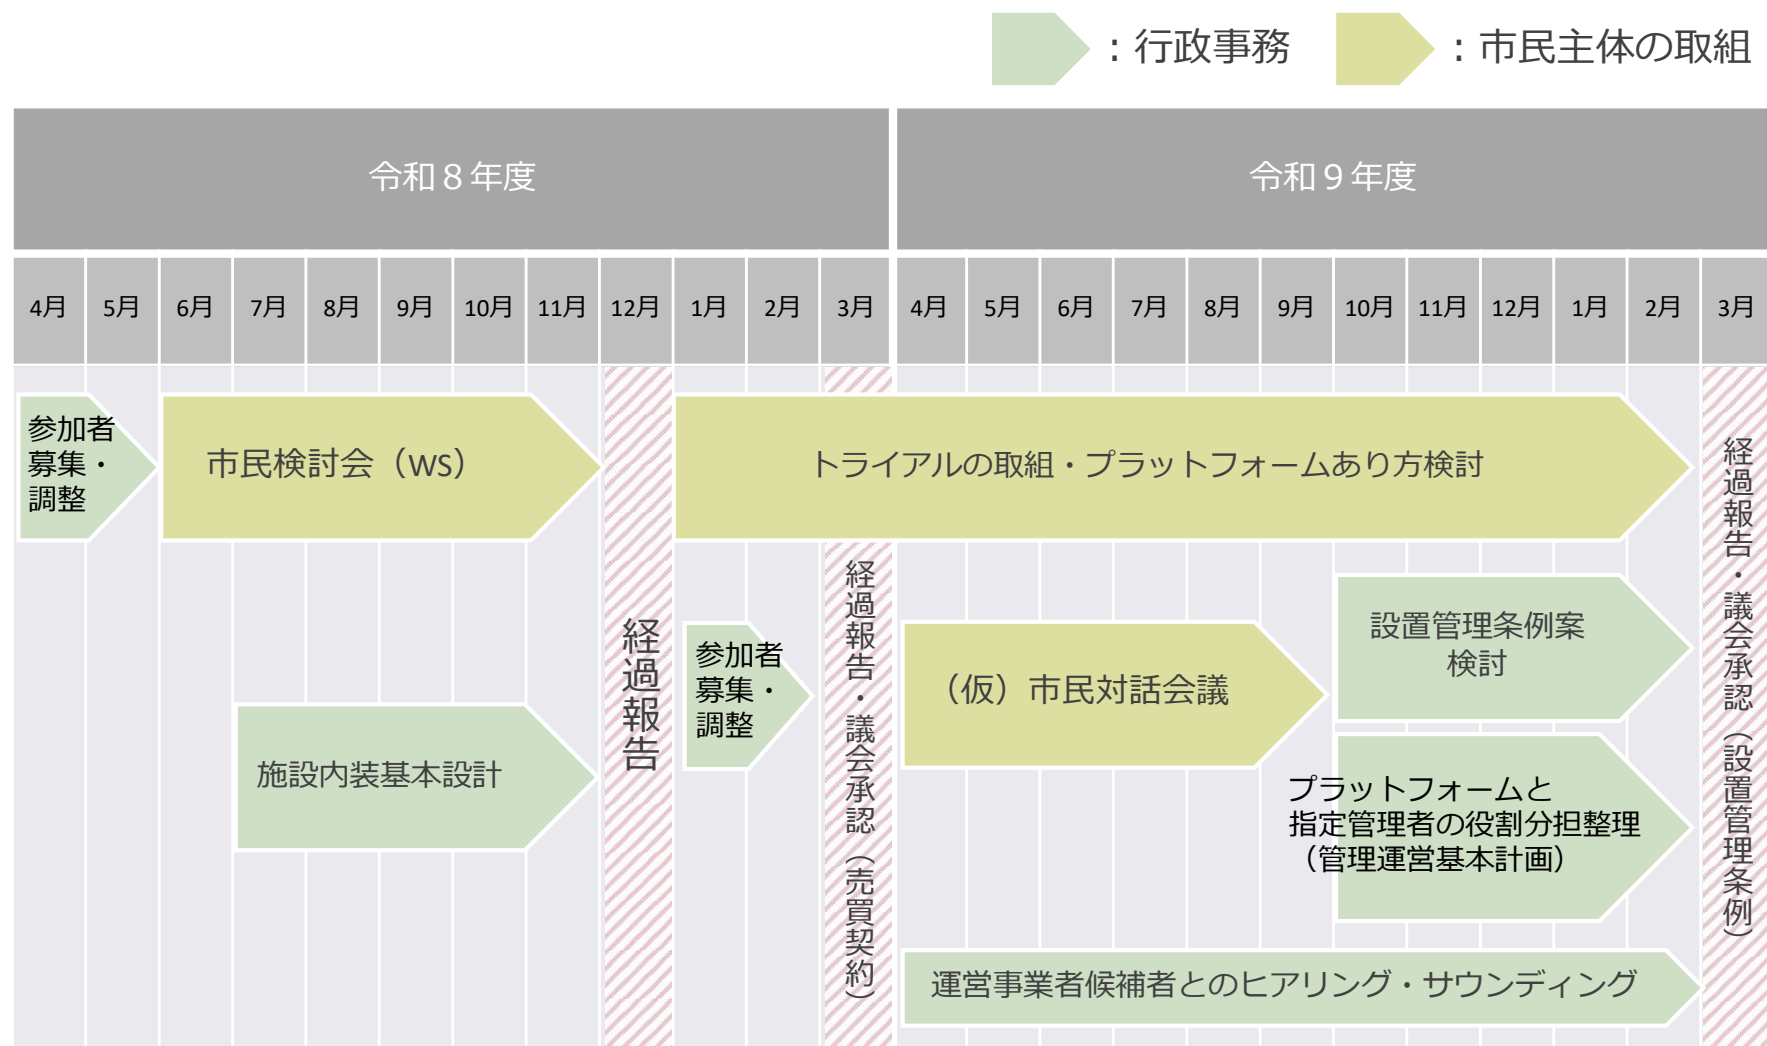 ：行政事務
：市民主体の取組
令和８年度
令和９年度
4月 5月 6月 7月 8月 9月 10月 11月 12月 1月 2月 3月 4月 5月 6月 7月 8月 9月 10月 11月 12月 1月 2月 3月
参加者
募集・
調整
市民検討会（WS）
トライアルの取組・プラットフォームあり方検討
施設内装基本設計
経過報告
参加者
募集・
調整
経過報告・議会承認（売買契約）
（仮）市民対話会議
設置管理条例案
検討
プラットフォームと
指定管理者の役割分担整理
（管理運営基本計画）
運営事業者候補者とのヒアリング・サウンディング
経過報告・議会承認（設置管理条例）